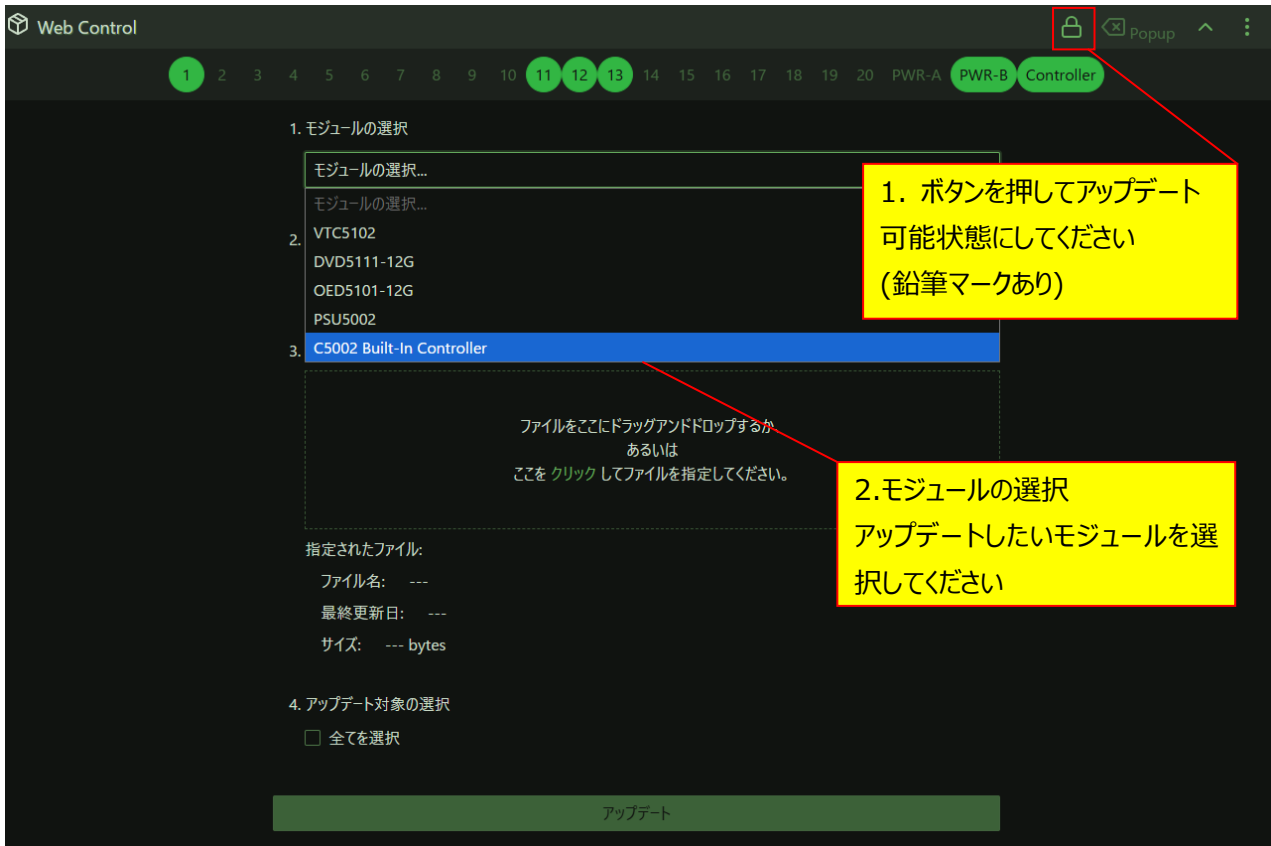 Web Control
Popup
1 2 3 4 5 6 7 8 9 10 11 12 13 14 15 16 17 18 19 20 PWR-A PWR-B Controller
1. モジュールの選択
モジュールの選択...
モジュールの選択...
2.
VTC5102
DVD5111-12G
OED5101-12G
PSU5002
3.
C5002 Built-In Controller
1. ボタンを押してアップデート
可能状態にしてください
(鉛筆マークあり)
ファイルをここにドラッグアンドドロップするか、
あるいは
ここを クリック してファイルを指定してください。
2.モジュールの選択
アップデートしたいモジュールを選
択してください
指定されたファイル:
ファイル名: ---
最終更新日: ---
サイズ: --- bytes
4. アップデート対象の選択
全てを選択
アップデート